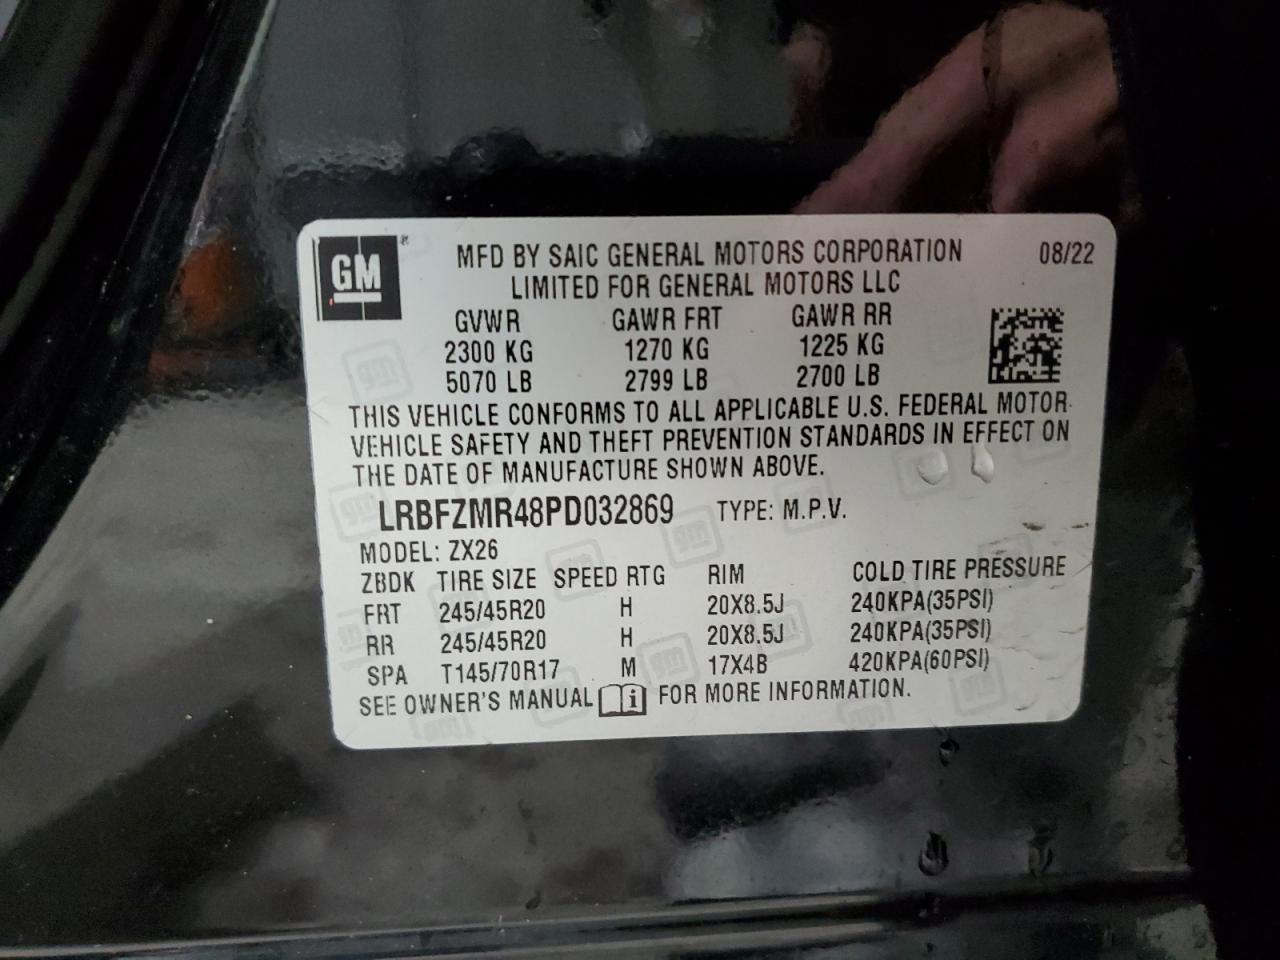 GM ®
MFD BY SAIC GENERAL MOTORS CORPORATION 08/22
LIMITED FOR GENERAL MOTORS LLC
GVWR GAWR FRT GAWR RR
2300 KG 1270 KG 1225 KG
5070 LB 2799 LB 2700 LB
THIS VEHICLE CONFORMS TO ALL APPLICABLE U.S. FEDERAL MOTOR
VEHICLE SAFETY AND THEFT PREVENTION STANDARDS IN EFFECT ON
THE DATE OF MANUFACTURE SHOWN ABOVE.
LRBFZMR48PD032869 TYPE: M.P.V.
MODEL: ZX26
ZBDK TIRE SIZE SPEED RTG RIM COLD TIRE PRESSURE
FRT 245/45R20 H 20X8.5J 240KPA(35PSI)
RR 245/45R20 H 20X8.5J 240KPA(35PSI)
SPA T145/70R17 M 17X4B 420KPA(60PSI)
SEE OWNER'S MANUAL i FOR MORE INFORMATION.